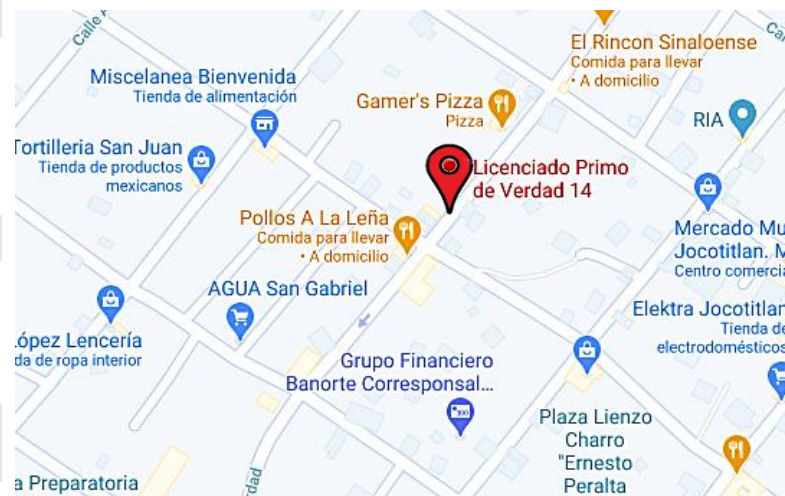 Calle
El Rincon Sinaloense
Comida para llevar
• A domicilio
Miscelanea Bienvenida
Tienda de alimentación
Gamer's Pizza
Pizza
RIA
Tortilleria San Juan
Tienda de productos
mexicanos
Licenciado Primo
de Verdad 14
Pollos A La Leña
Comida para llevar
• A domicilio
Mercado Mu
Jocotitlan. M
Centro comercia
AGUA San Gabriel
Elektra Jocotitlan
Tienda de
electrodomésticos
ópez Lencería
da de ropa interior
Grupo Financiero
Banorte Corresponsal...
Plaza Lienzo
Charro
"Ernesto
Peralta
a Preparatoria
dad